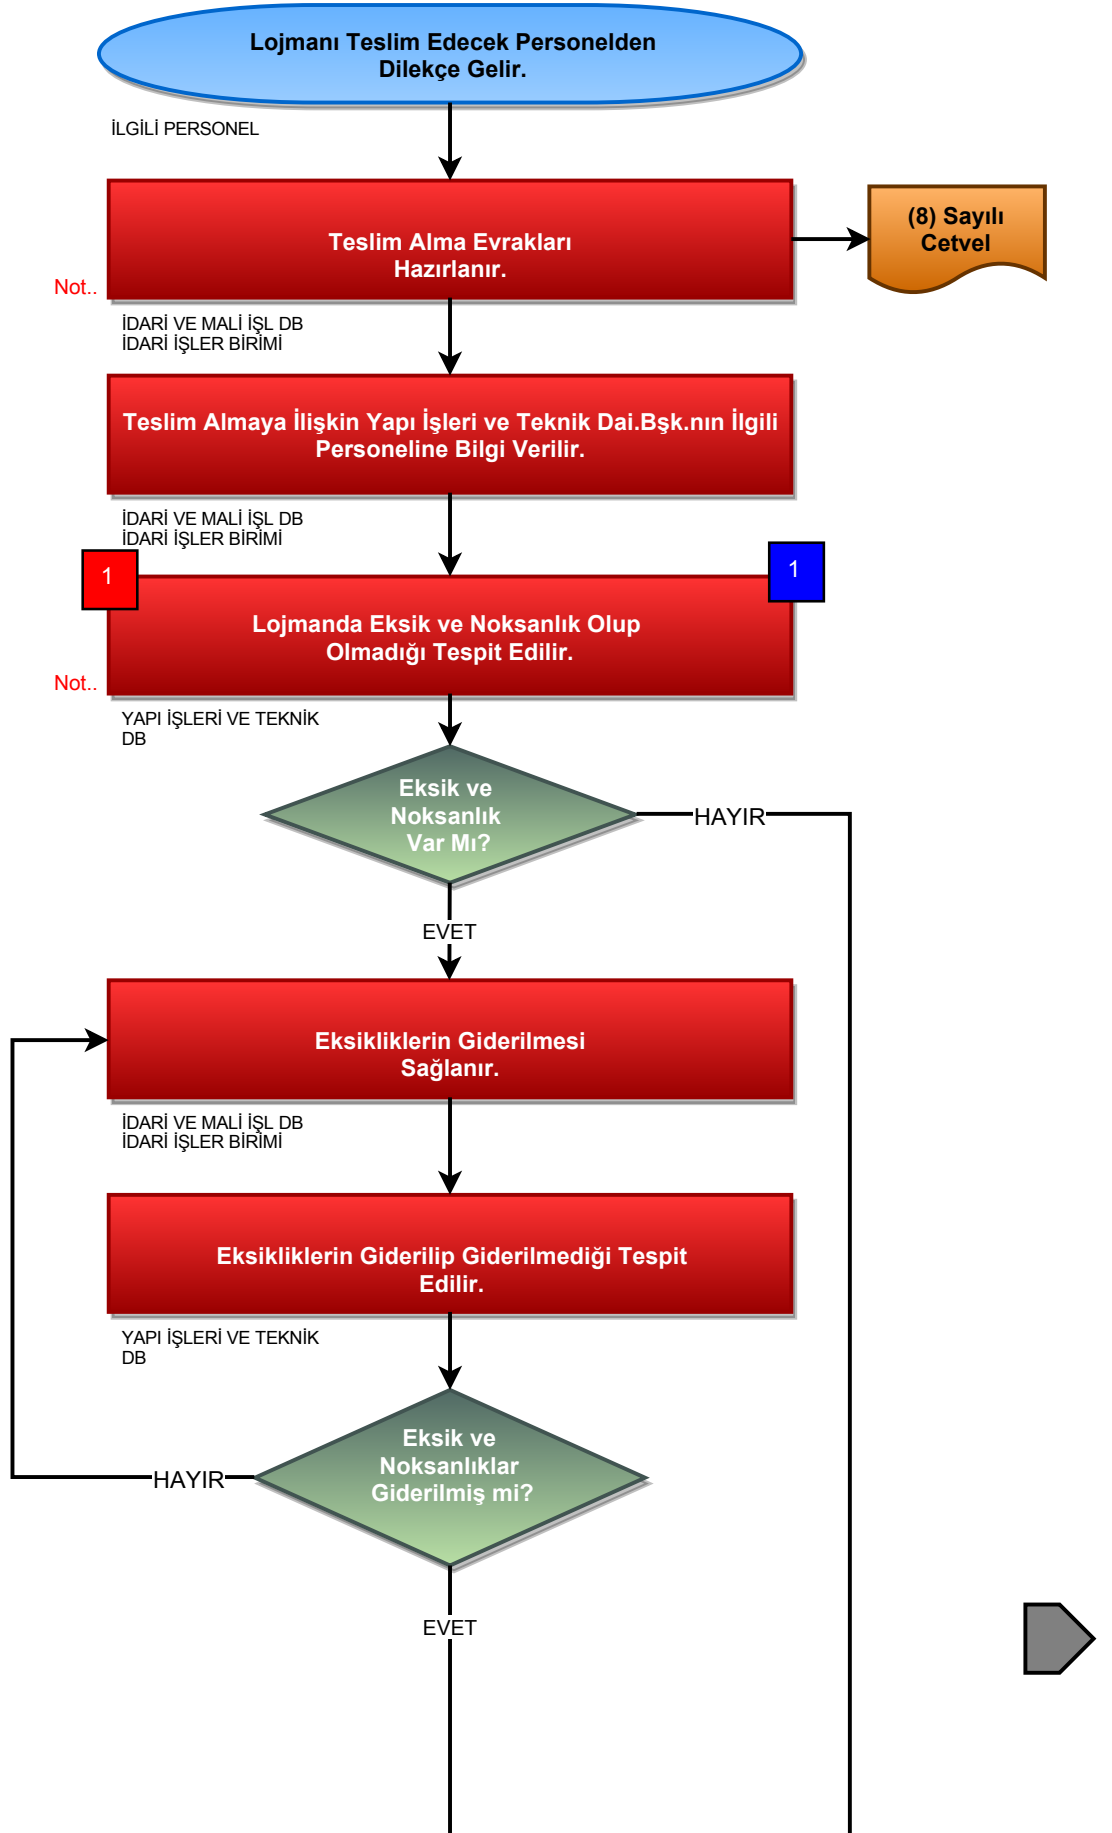 Lojmanı Teslim Edecek Personelden
Dilekçe Gelir.
İLGİLİ PERSONEL
Teslim Alma Evrakları
Hazırlanır.
(8) Sayılı
Cetvel
Not..
İDARİ VE MALİ İŞL DB
İDARİ İŞLER BİRİMİ
Teslim Almaya İlişkin Yapı İşleri ve Teknik Dai.Bşk.nın İlgili
Personeline Bilgi Verilir.
İDARİ VE MALİ İŞL DB
İDARİ İŞLER BİRİMİ
1
1
Lojmanda Eksik ve Noksanlık Olup
Olmadığı Tespit Edilir.
Not..
YAPI İŞLERİ VE TEKNİK
DB
Eksik ve
Noksanlık
Var Mı?
HAYIR
EVET
Eksikliklerin Giderilmesi
Sağlanır.
İDARİ VE MALİ İŞL DB
İDARİ İŞLER BİRİMİ
Eksikliklerin Giderilip Giderilmediği Tespit
Edilir.
YAPI İŞLERİ VE TEKNİK
DB
Eksik ve
Noksanlıklar
Giderilmiş mi?
HAYIR
EVET